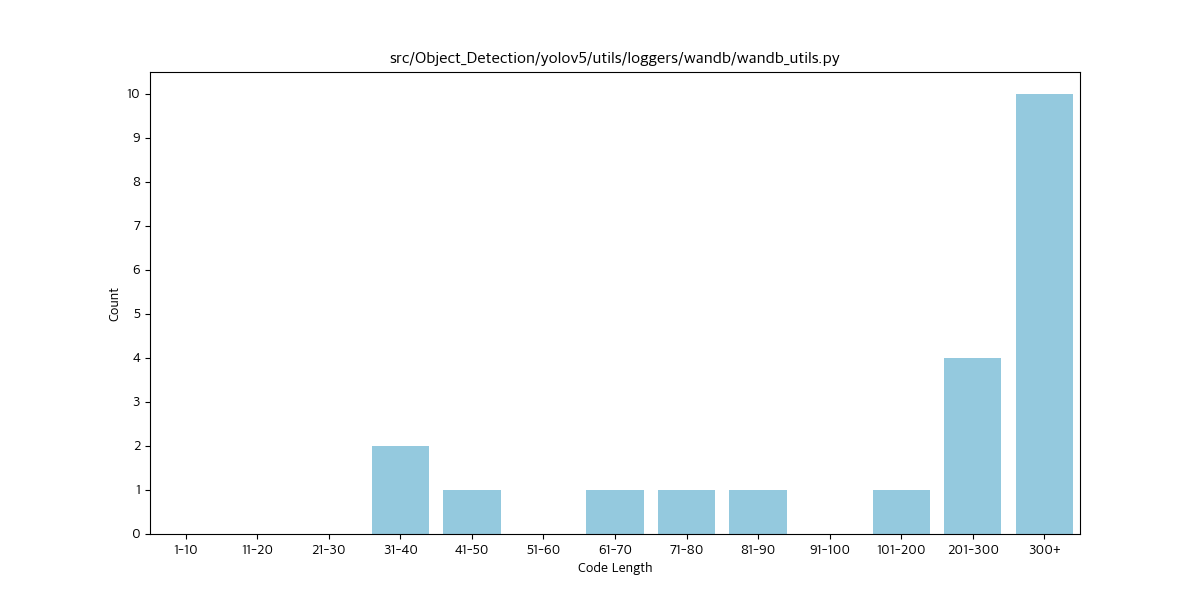 src/Object_Detection/yolov5/utils/loggers/wandb/wandb_utils.py
10
9
8
7
6
5
4
3
2
1
0
Count
1-10 11-20 21-30 31-40 41-50 51-60 61-70 71-80 81-90 91-100 101-200 201-300 300+
Code Length